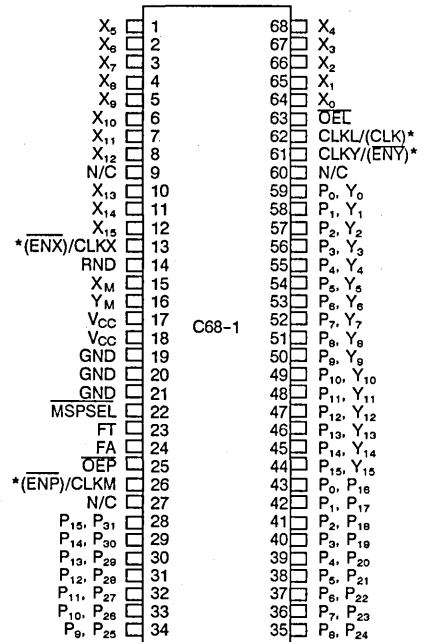 X5 1 68 X4
X6 2 67 X3
X7 3 66 X2
X8 4 65 X1
X9 5 64 X0
X10 6 63 OEL
X11 7 62 CLKL/(CLK)*
X12 8 61 CLKY/(ENY)*
N/C 9 60 N/C
X13 10 59 P0, Y0
X14 11 58 P1, Y1
X15 12 57 P2, Y2
*(ENX)/CLKX 13 56 P3, Y3
RND 14 55 P4, Y4
XM 15 54 P5, Y5
YM 16 53 P6, Y6
VCC 17 52 P7, Y7
C68-1
VCC 18 51 P8, Y8
GND 19 50 P9, Y9
GND 20 49 P10, Y10
GND 21 48 P11, Y11
MSPSEL 22 47 P12, Y12
FT 23 46 P13, Y13
FA 24 45 P14, Y14
OEP 25 44 P15, Y15
*(ENP)/CLKM 26 43 P0, P16
N/C 27 42 P1, P17
P15, P31 28 41 P2, P18
P14, P30 29 40 P3, P19
P13, P29 30 39 P4, P20
P12, P28 31 38 P5, P21
P11, P27 32 37 P6, P22
P10, P26 33 36 P7, P23
P9, P25 34 35 P8, P24